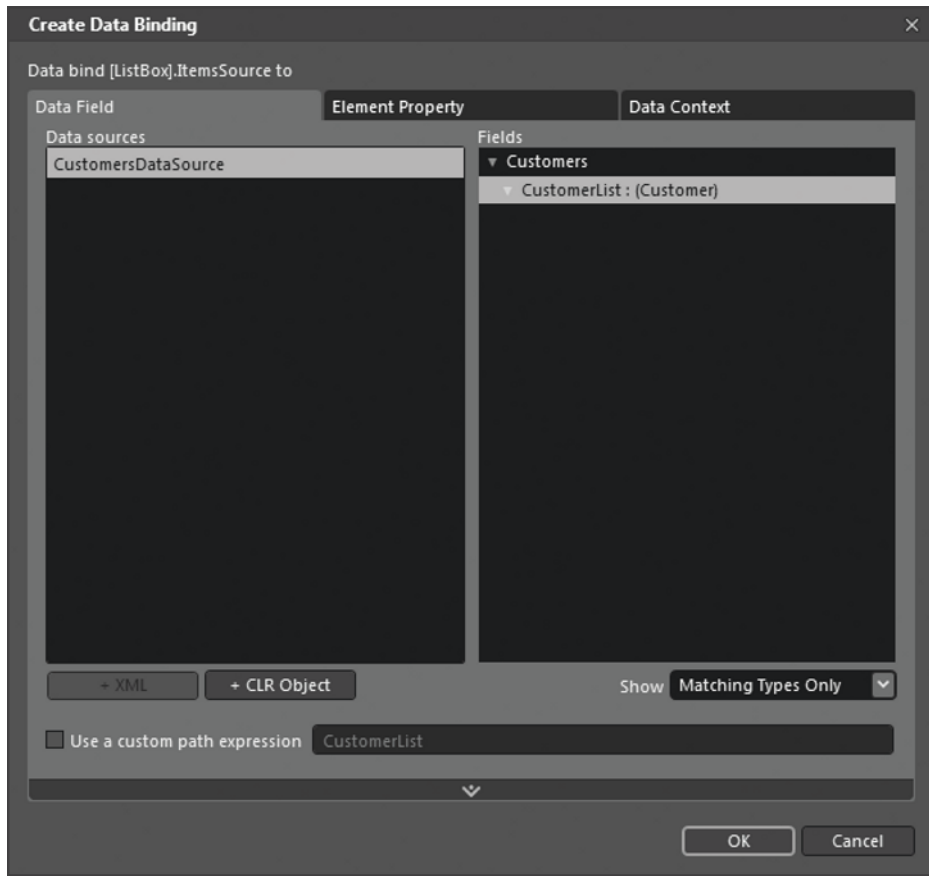 Create Data Binding
Data bind [ListBox].ItemsSource to
Data Field
Element Property
Data Context
Data sources
Fields
CustomersDataSource
Customers
CustomerList : (Customer)
+ XML
+ CLR Object
Show
Matching Types Only
Use a custom path expression
CustomerList
OK
Cancel